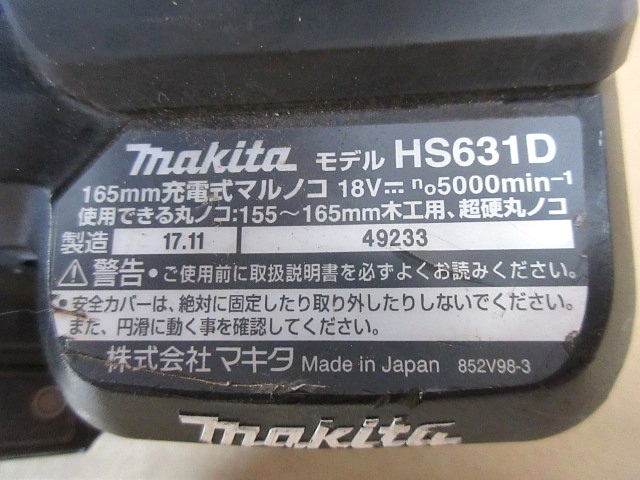 makita モデル HS631D
165mm充電式マルノコ 18V⎓ n₀5000min⁻¹
使用できる丸ノコ:155～165mm木工用、超硬丸ノコ
製造 17.11 49233
⚠警告•ご使用前に取扱説明書を必ずよくお読みください。
•安全カバーは、絶対に固定したり取り外したりしないでください。
また、円滑に動く事を確認してください。
株式会社 マキタ Made in Japan 852V98-3
makita